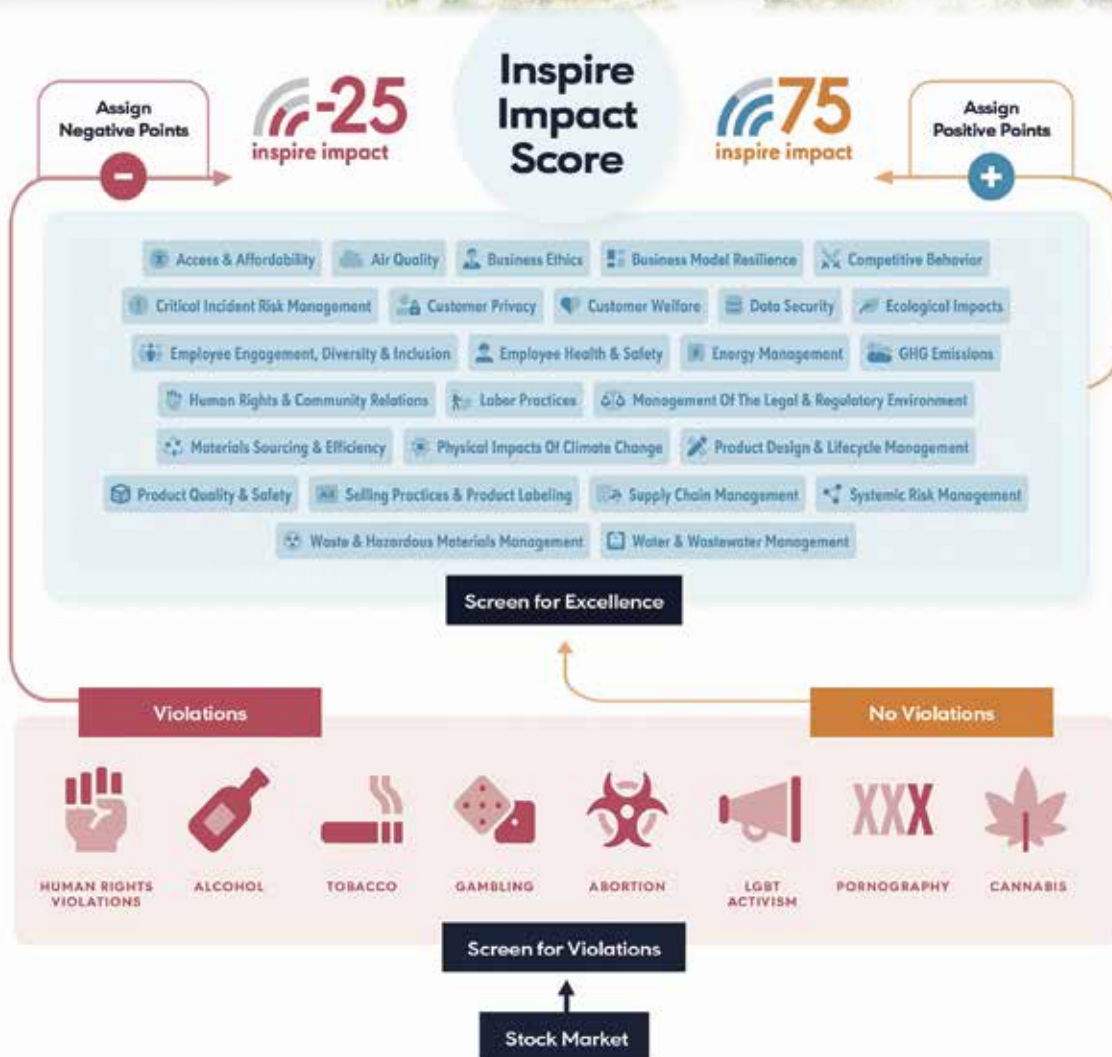 Inspire
Impact
Score
Assign
Negative Points
-25
inspire impact
75
inspire impact
Assign
Positive Points
Access & Affordability
Air Quality
Business Ethics
Business Model Resilience
Competitive Behavior
Critical Incident Risk Management
Customer Privacy
Customer Welfare
Data Security
Ecological Impacts
Employee Engagement, Diversity & Inclusion
Employee Health & Safety
Energy Management
GHG Emissions
Human Rights & Community Relations
Labor Practices
Management Of The Legal & Regulatory Environment
Materials Sourcing & Efficiency
Physical Impacts Of Climate Change
Product Design & Lifecycle Management
Product Quality & Safety
Selling Practices & Product Labeling
Supply Chain Management
Systemic Risk Management
Waste & Hazardous Materials Management
Water & Wastewater Management
Screen for Excellence
Violations
No Violations
XXX
HUMAN RIGHTS
VIOLATIONS
ALCOHOL
TOBACCO
GAMBLING
ABORTION
LGBT
ACTIVISM
PORNOGRAPHY
CANNABIS
Screen for Violations
Stock Market